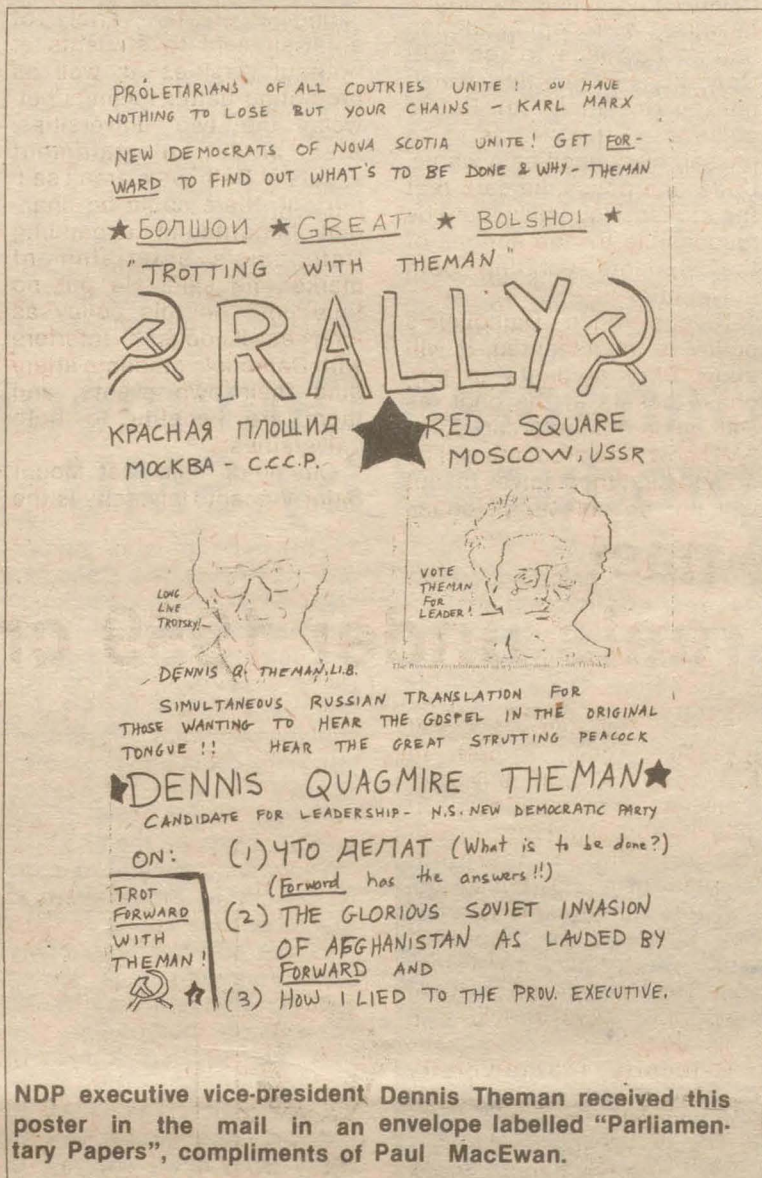 PROLETARIANS OF ALL COUTRIES UNITE! OU HAVE
NOTHING TO LOSE BUT YOUR CHAINS - KARL MARX
NEW DEMOCRATS OF NOVA SCOTIA UNITE! GET FOR-
WARD TO FIND OUT WHAT'S TO BE DONE & WHY - THEMAN
★ БОЛШОИ ★ GREAT ★ BOLSHOI ★
"TROTTING WITH THEMAN"
RALLY
КРАСНАЯ ПЛОЩИД ★ RED SQUARE
МОСКВА - С.С.С.Р. MOSCOW, USSR
LONG
LIVE
TROTSKY!
VOTE
THEMAN
FOR
LEADER!
DENNIS Q. THEMAN, LL.B.
SIMULTANEOUS RUSSIAN TRANSLATION FOR
THOSE WANTING TO HEAR THE GOSPEL IN THE ORIGINAL
TONGUE!! HEAR THE GREAT STRUTTING PEACOCK
★DENNIS QUAGMIRE THEMAN★
CANDIDATE FOR LEADERSHIP - N.S. NEW DEMOCRATIC PARTY
ON:
(1) ЧТО ДЕЛАТ (What is to be done?)
(Forward has the answers!!)
(2) THE GLORIOUS SOVIET INVASION
OF AFGHANISTAN AS LAUDED BY
FORWARD AND
(3) HOW I LIED TO THE PROV. EXECUTIVE.
TROT
FORWARD
WITH
THEMAN!
NDP executive vice-president Dennis Theman received this
poster in the mail in an envelope labelled "Parliamen-
tary Papers", compliments of Paul MacEwan.